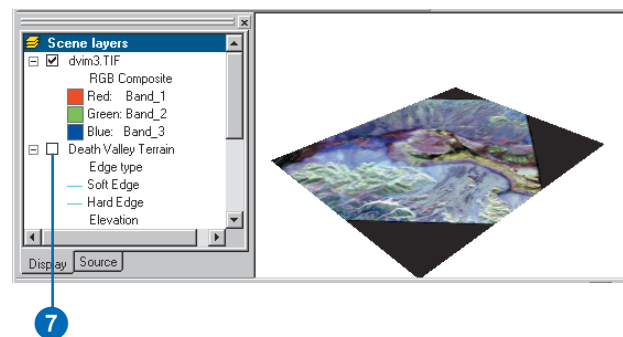 Scene layers
dvim3.TIF
RGB Composite
Red: Band_1
Green: Band_2
Blue: Band_3
Death Valley Terrain
Edge type
Soft Edge
Hard Edge
Elevation
Display Source
7